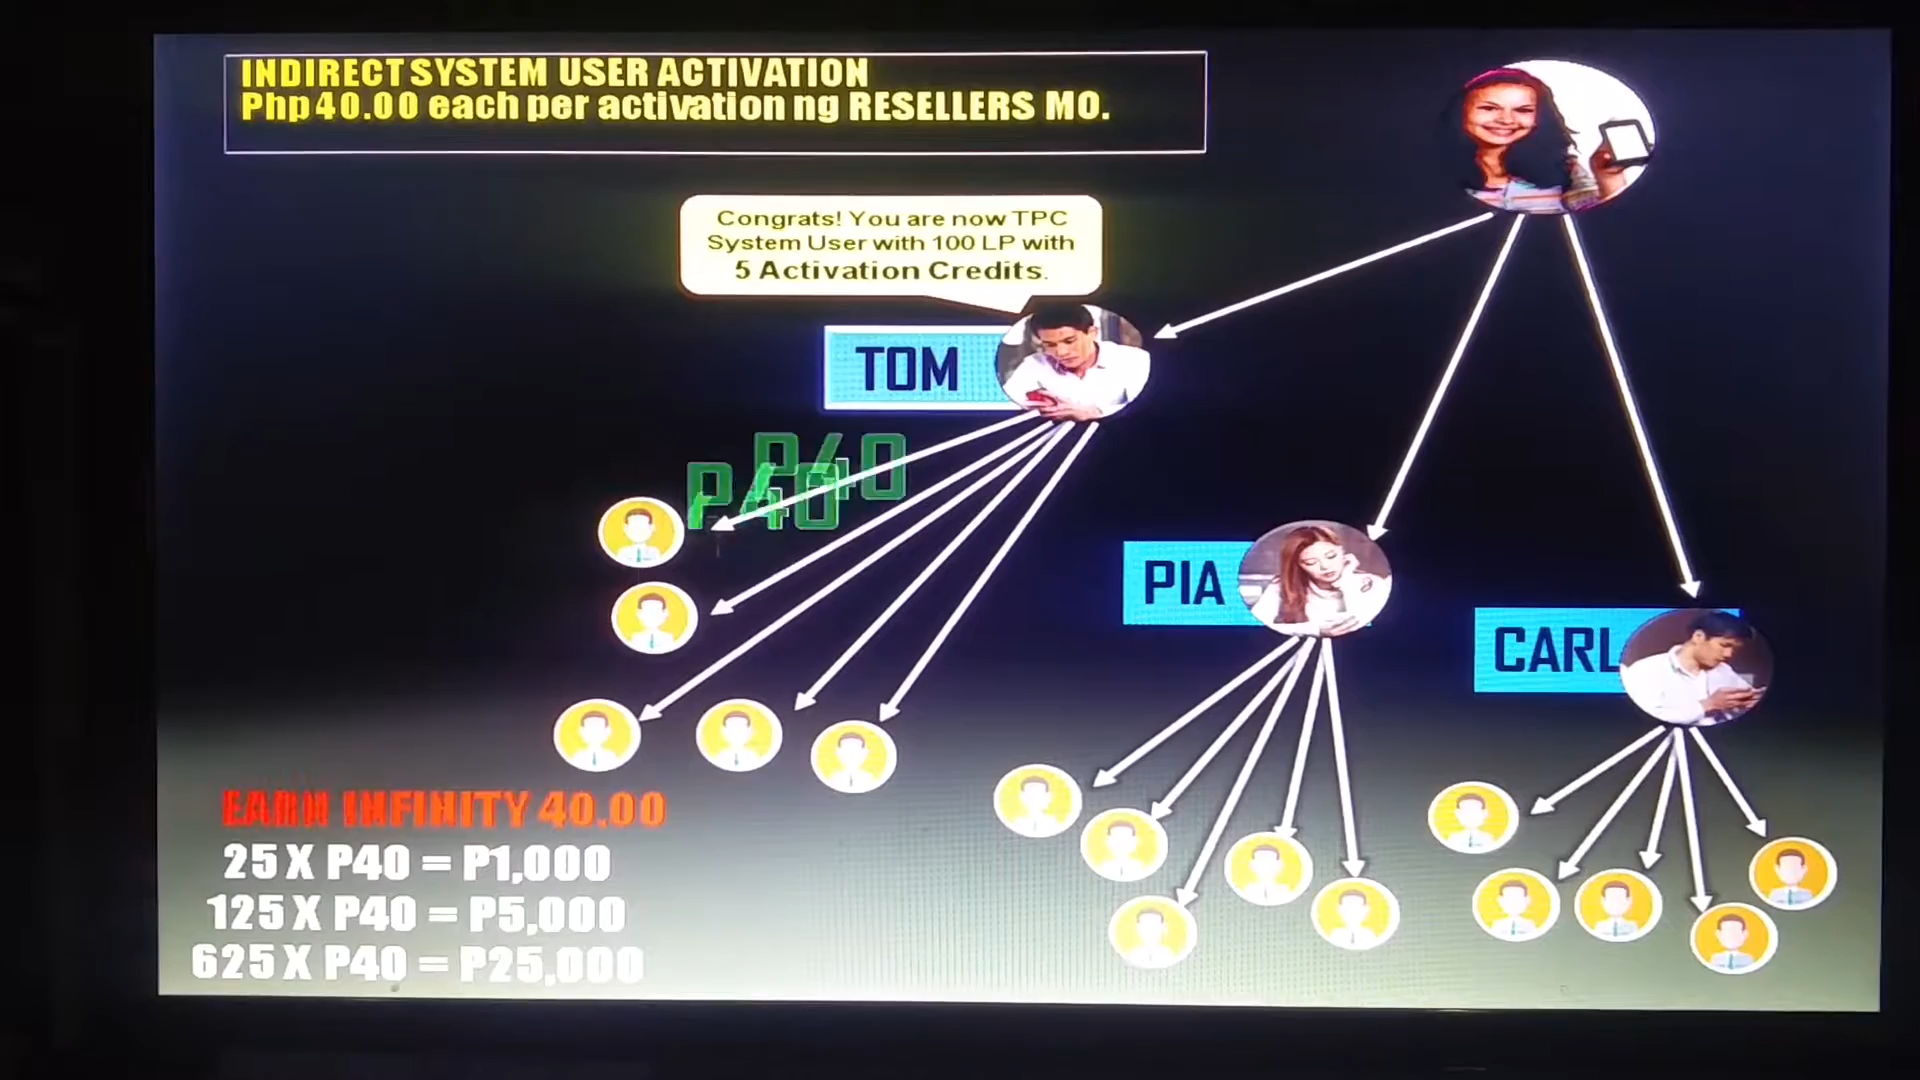 INDIRECT SYSTEM USER ACTIVATION
Php40.00 each per activation ng RESELLERS MO.
Congrats! You are now TPC
System User with 100 LP with
5 Activation Credits.
TOM
P40
P40
PIA
CARL
EARN INFINITY 40.00
25 X P40 = P1,000
125 X P40 = P5,000
625 X P40 = P25,000